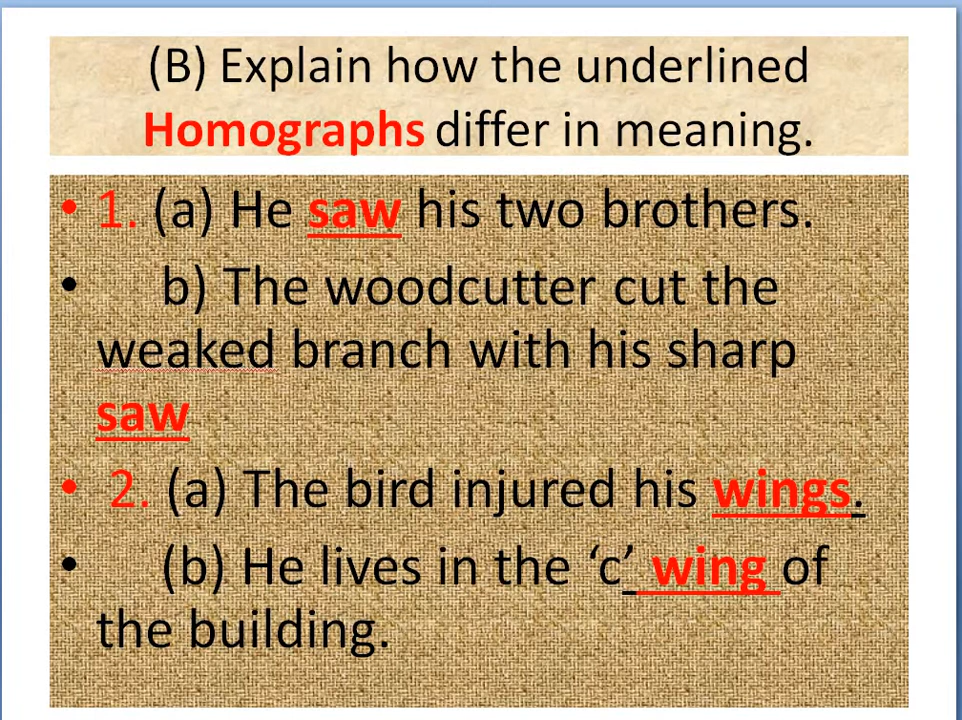 (B) Explain how the underlined
Homographs differ in meaning.
• 1. (a) He saw his two brothers.
• b) The woodcutter cut the
weaked branch with his sharp
saw
• 2. (a) The bird injured his wings.
• (b) He lives in the ‘c’ wing of
the building.